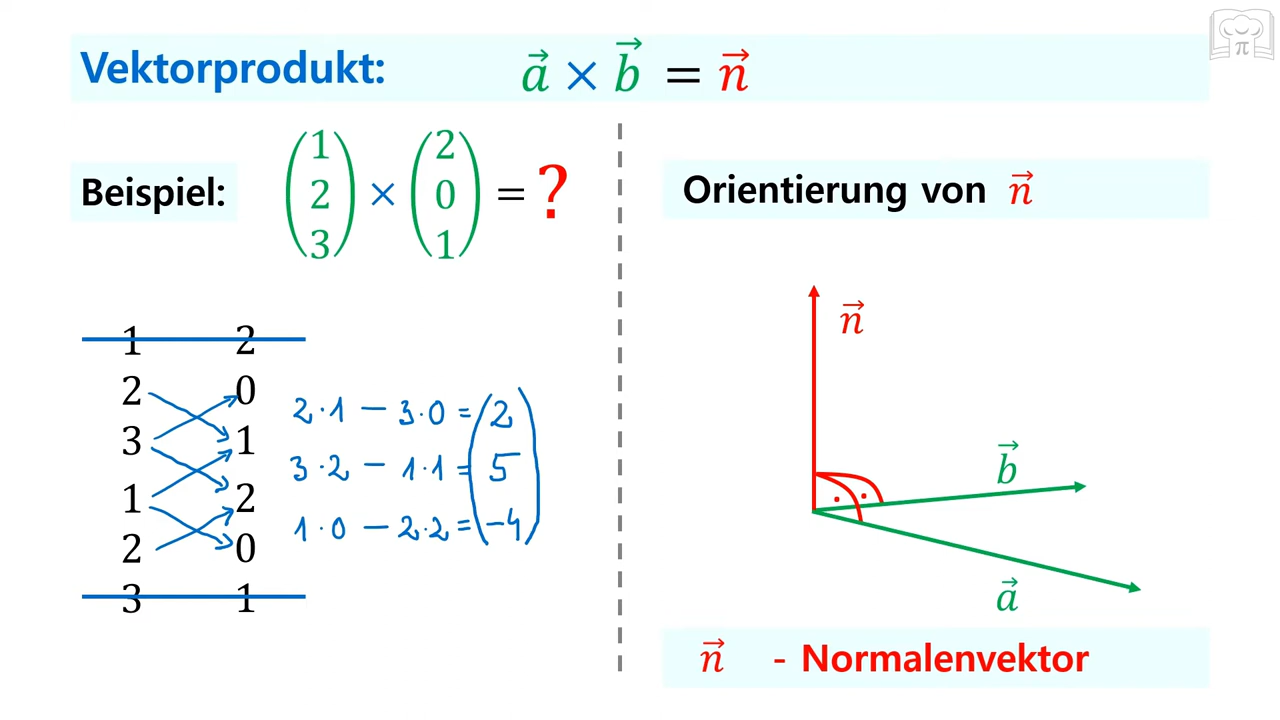 Vektorprodukt: a⃗ × b⃗ = n⃗
Beispiel: (1 2 3) × (2 0 1) = ?
1 2
2 0
3 1
1 2
2 0
3 1
2·1 − 3·0 = (2
3·2 − 1·1 = 5
1·0 − 2·2 = −4)
Orientierung von n⃗
n⃗
b⃗
a⃗
n⃗ - Normalenvektor
π